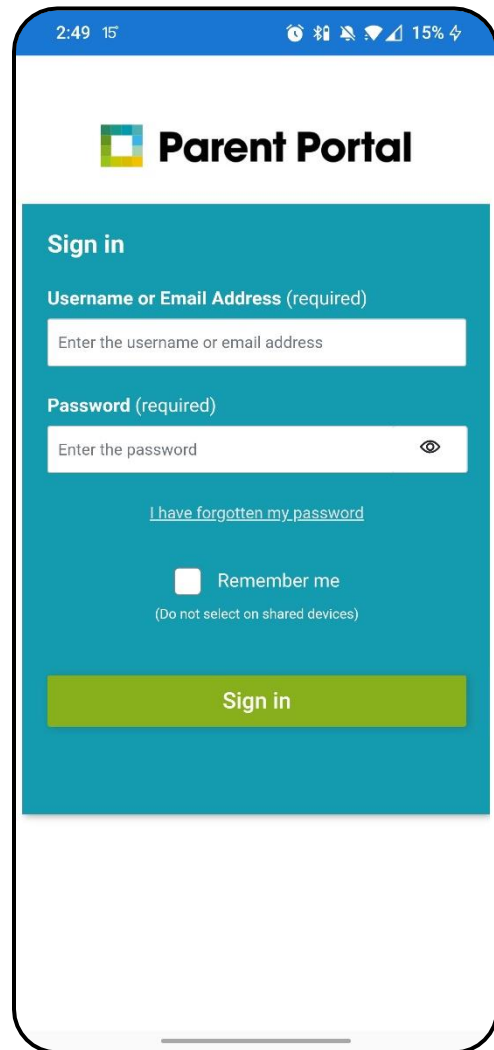 2:49 15° 15%
Parent Portal
Sign in
Username or Email Address (required)
Enter the username or email address
Password (required)
Enter the password
I have forgotten my password
Remember me
(Do not select on shared devices)
Sign in